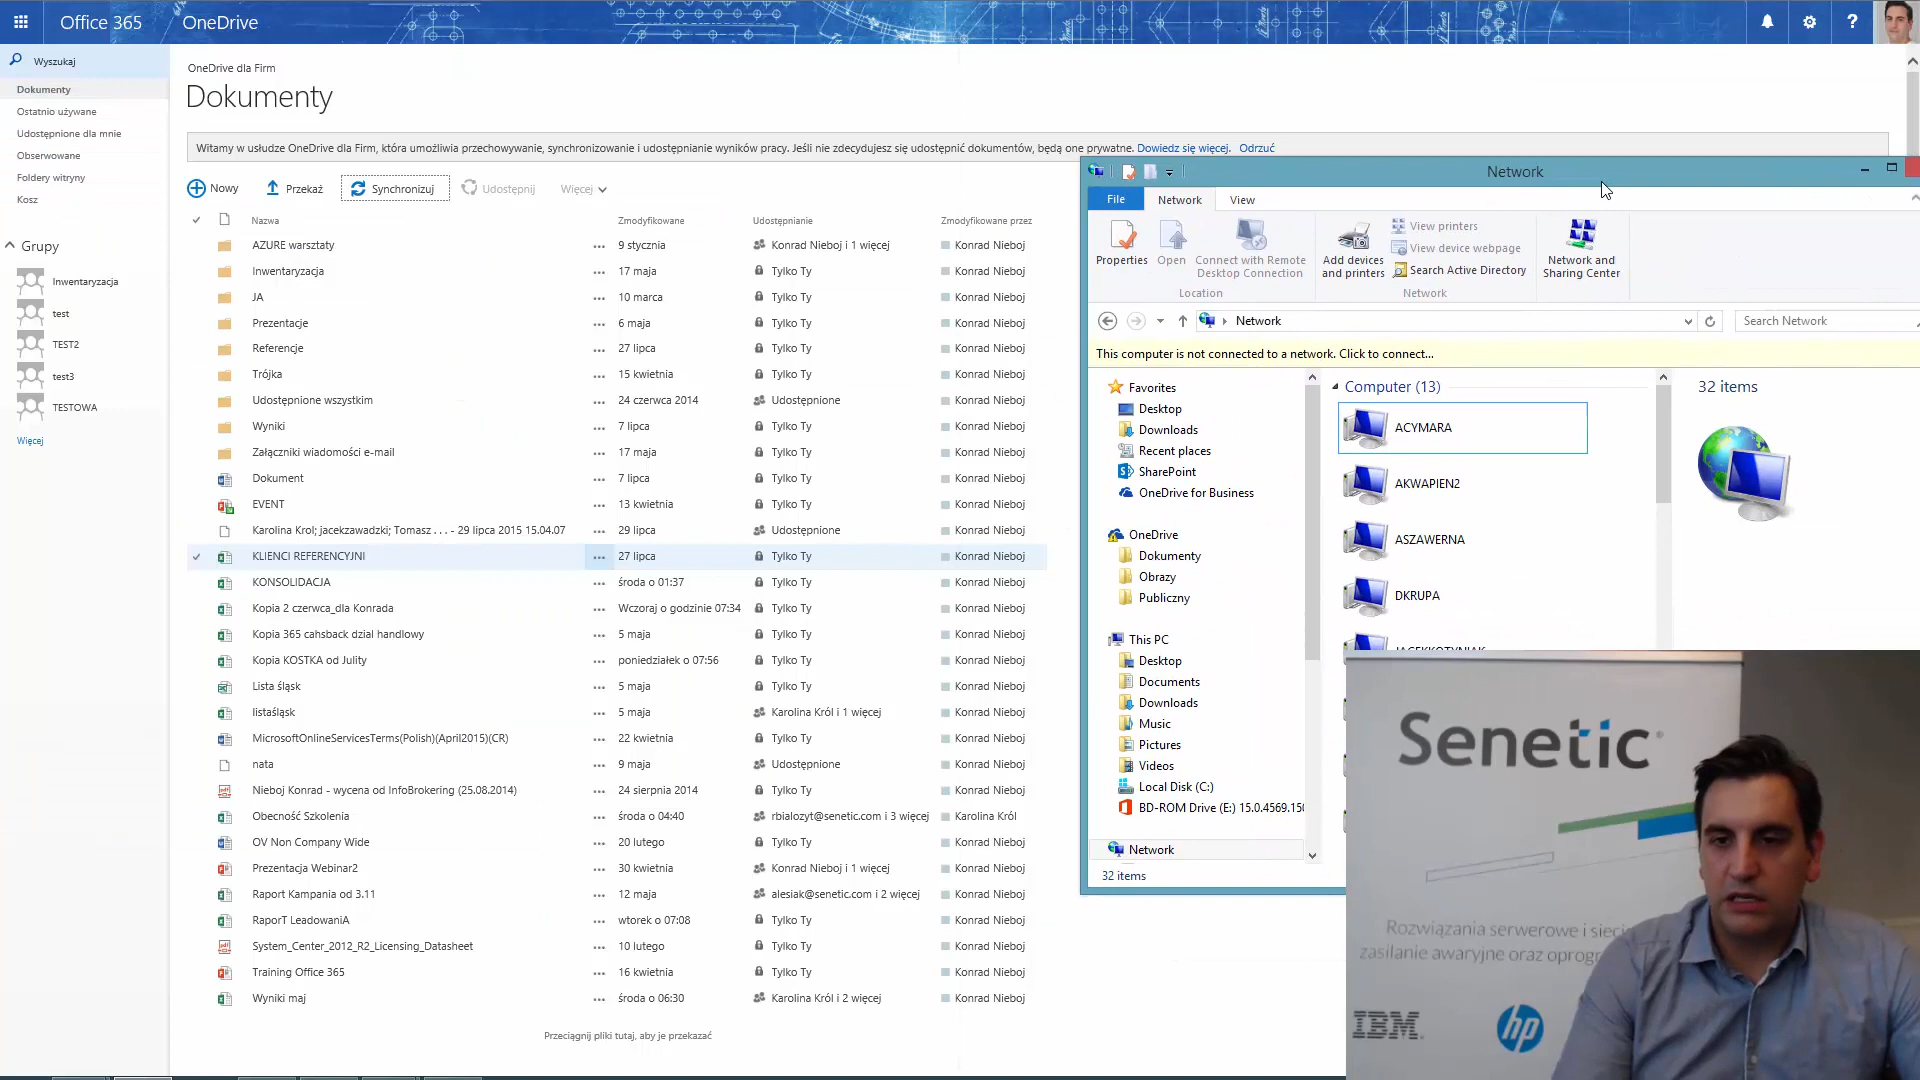 Office 365
OneDrive
?
Wyszukaj
Dokumenty
Ostatnio używane
Udostępnione dla mnie
Obserwowane
Foldery witryny
Kosz
Grupy
Inwentaryzacja
test
TEST2
test3
TESTOWA
Więcej
OneDrive dla Firm
Dokumenty
Witamy w usłudze OneDrive dla Firm, która umożliwia przechowywanie, synchronizowanie i udostępnianie wyników pracy. Jeśli nie zdecydujesz się udostępnić dokumentów, będą one prywatne. Dowiedz się więcej. Odrzuć
Nowy Przekaż Synchronizuj Udostępnij Więcej
Nazwa Zmodyfikowane Udostępnianie Zmodyfikowane przez
AZURE warsztaty ... 9 stycznia Konrad Nieboj i 1 więcej Konrad Nieboj
Inwentaryzacja ... 17 maja Tylko Ty Konrad Nieboj
JA ... 10 marca Tylko Ty Konrad Nieboj
Prezentacje ... 6 maja Tylko Ty Konrad Nieboj
Referencje ... 27 lipca Tylko Ty Konrad Nieboj
Trójka ... 15 kwietnia Tylko Ty Konrad Nieboj
Udostępnione wszystkim ... 24 czerwca 2014 Udostępnione Konrad Nieboj
Wyniki ... 7 lipca Tylko Ty Konrad Nieboj
Załączniki wiadomości e-mail ... 17 maja Tylko Ty Konrad Nieboj
Dokument ... 7 lipca Tylko Ty Konrad Nieboj
EVENT ... 13 kwietnia Tylko Ty Konrad Nieboj
Karolina Krol; jacekzawadzki; Tomasz . . . - 29 lipca 2015 15.04.07 ... 29 lipca Udostępnione Konrad Nieboj
KLIENCI REFERENCYJNI ... 27 lipca Tylko Ty Konrad Nieboj
KONSOLIDACJA ... środa o 01:37 Tylko Ty Konrad Nieboj
Kopia 2 czerwca_dla Konrada ... Wczoraj o godzinie 07:34 Tylko Ty Konrad Nieboj
Kopia 365 cahsback dzial handlowy ... 5 maja Tylko Ty Konrad Nieboj
Kopia KOSTKA od Julity ... poniedziałek o 07:56 Tylko Ty Konrad Nieboj
Lista śląsk ... 5 maja Tylko Ty Konrad Nieboj
listaśląsk ... 5 maja Karolina Król i 1 więcej Konrad Nieboj
MicrosoftOnlineServicesTerms(Polish)(April2015)(CR) ... 22 kwietnia Tylko Ty Konrad Nieboj
nata ... 9 maja Udostępnione Konrad Nieboj
Nieboj Konrad - wycena od InfoBrokering (25.08.2014) ... 24 sierpnia 2014 Tylko Ty Konrad Nieboj
Obecność Szkolenia ... środa o 04:40 rbialozyt@senetic.com i 3 więcej Karolina Król
OV Non Company Wide ... 20 lutego Tylko Ty Konrad Nieboj
Prezentacja Webinar2 ... 30 kwietnia Konrad Nieboj i 1 więcej Konrad Nieboj
Raport Kampania od 3.11 ... 12 maja alesiak@senetic.com i 2 więcej Konrad Nieboj
RaporT LeadowaniA ... wtorek o 07:08 Tylko Ty Konrad Nieboj
System_Center_2012_R2_Licensing_Datasheet ... 10 lutego Tylko Ty Konrad Nieboj
Training Office 365 ... 16 kwietnia Tylko Ty Konrad Nieboj
Wyniki maj ... środa o 06:30 Karolina Król i 2 więcej Konrad Nieboj
Przeciągnij pliki tutaj, aby je przekazać
Network
File Network View
Properties
Open
Connect with Remote
Desktop Connection
Add devices
and printers
View printers
View device webpage
Search Active Directory
Network and
Sharing Center
Location
Network
Network
Search Network
This computer is not connected to a network. Click to connect...
Favorites
Desktop
Downloads
Recent places
SharePoint
OneDrive for Business
OneDrive
Dokumenty
Obrazy
Publiczny
This PC
Desktop
Documents
Downloads
Music
Pictures
Videos
Local Disk (C:)
BD-ROM Drive (E:) 15.0.4569.150
Network
32 items
Computer (13)
ACYMARA
AKWAPIEN2
ASZAWERNA
DKRUPA
32 items
Senetic
Rozwiązania serwerowe i sieci
zasilanie awaryjne oraz oprog
IBM
hp